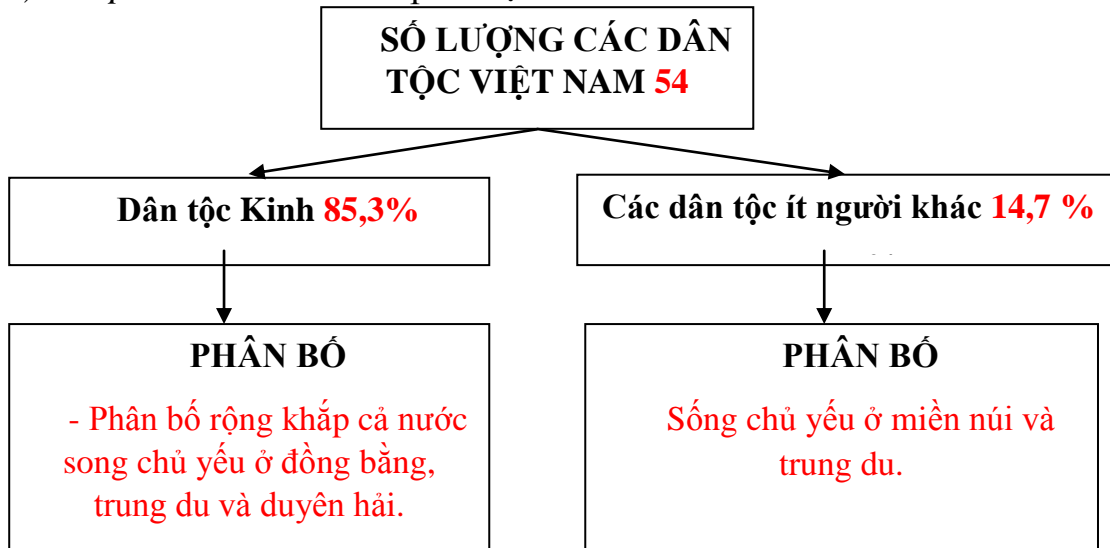 SỐ LƯỢNG CÁC DÂN
TỘC VIỆT NAM 54
Dân tộc Kinh 85,3%
Các dân tộc ít người khác 14,7 %
PHÂN BỐ
- Phân bố rộng khắp cả nước
song chủ yếu ở đồng bằng,
trung du và duyên hải.
PHÂN BỐ
Sống chủ yếu ở miền núi và
trung du.